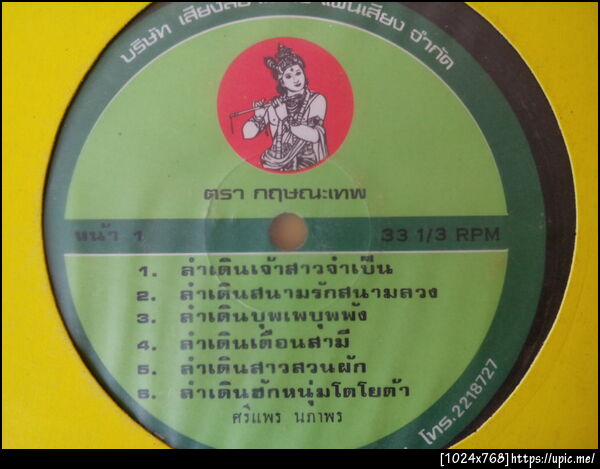 บริษัท เสียงสยามแผ่นเสียง จำกัด
ตรา กฤษณะเทพ
หน้า 1
33 1/3 RPM
1. ลำเดินเจ้าสาวจำเป็น
2. ลำเดินสนามรักสนามลวง
3. ลำเดินบุพเพบุพพัง
4. ลำเดินเตือนสามี
5. ลำเดินสาวสวนผัก
6. ลำเดินฮักหนุ่มโตโยต้า
ศรีแพร นภาพร
โทร.2218727
[1024x768]https://upic.me/